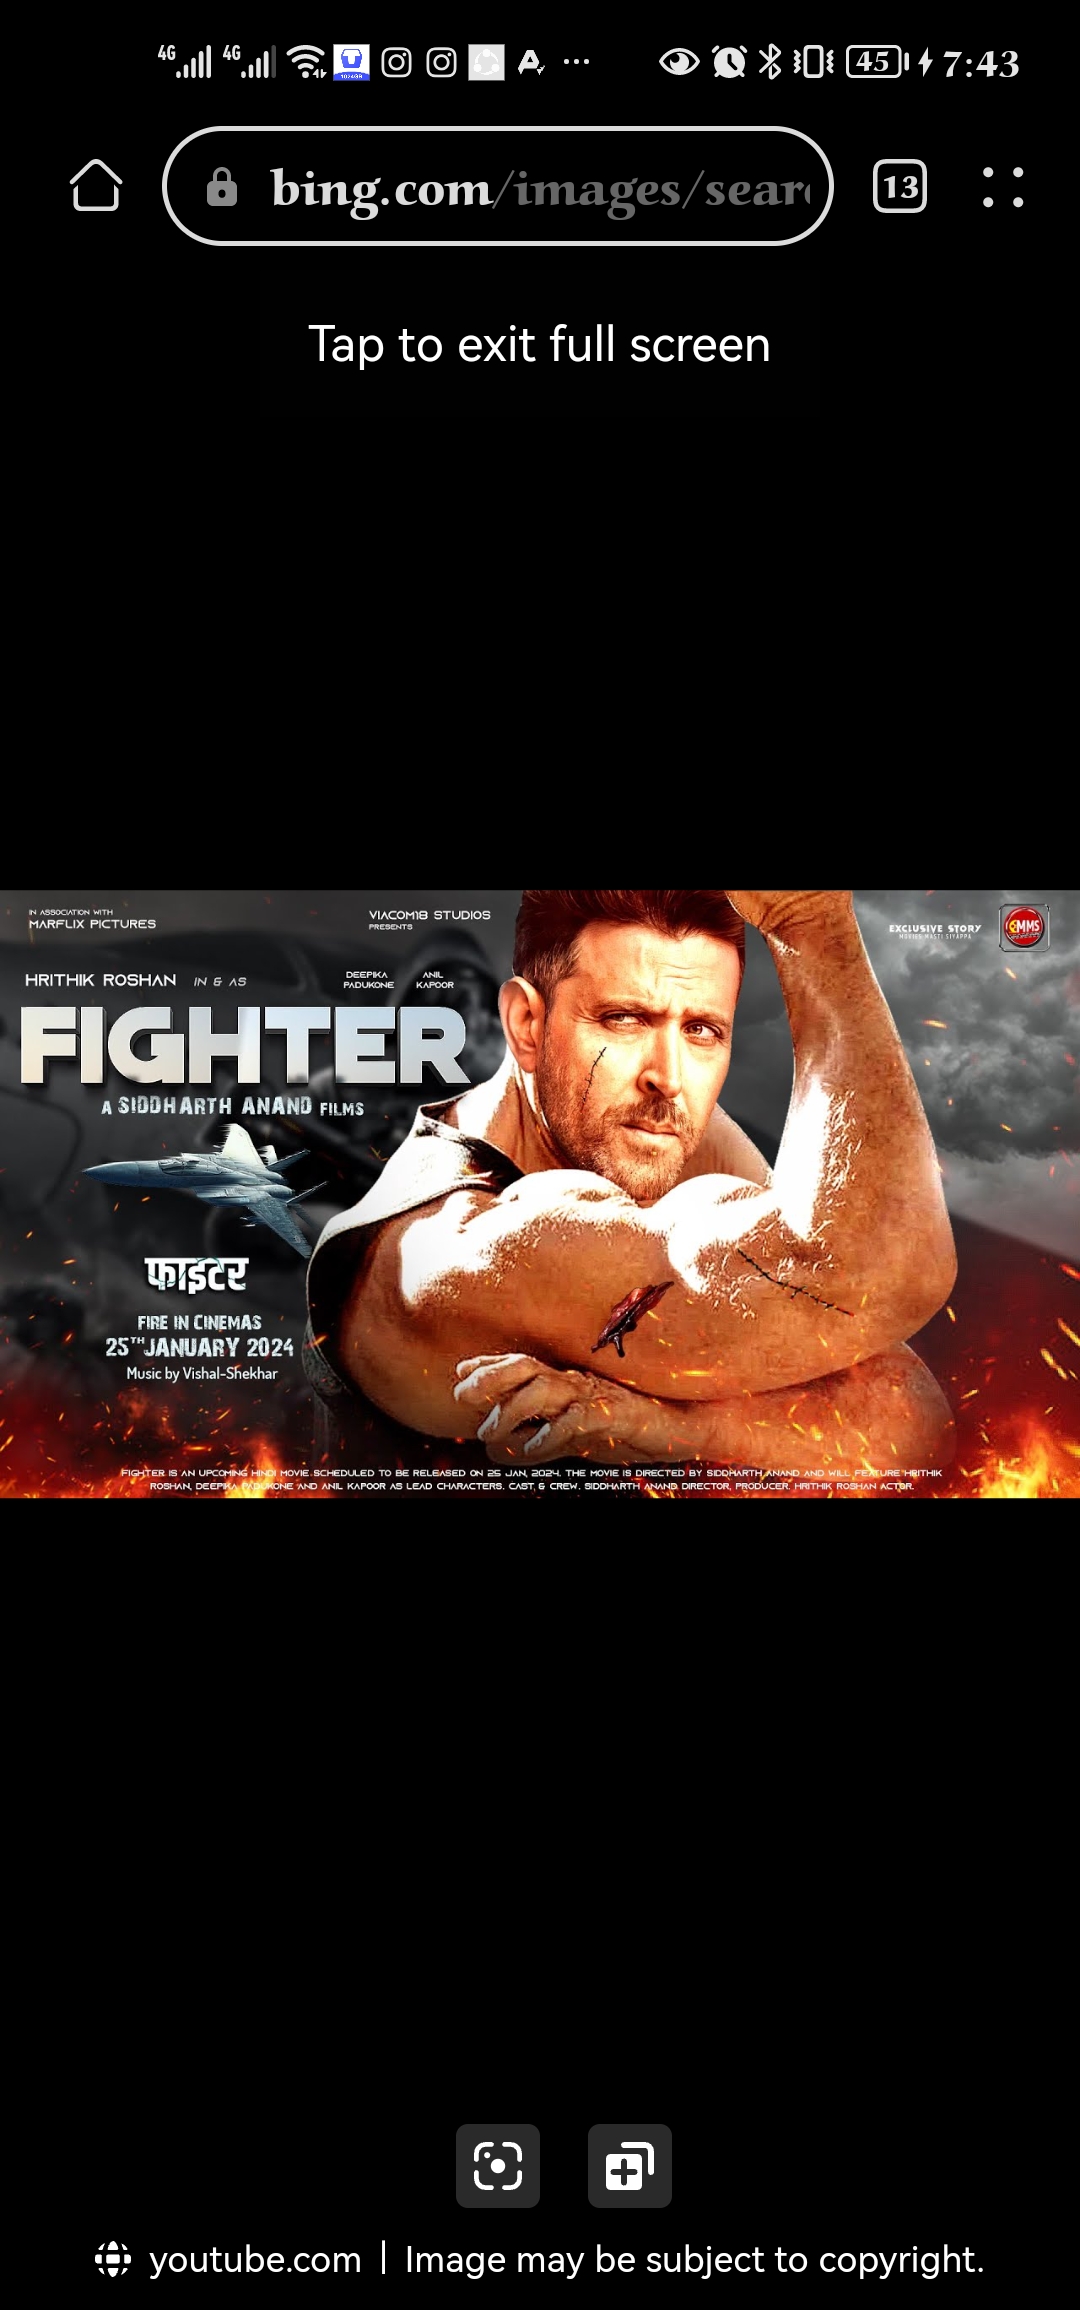 4G 4G 45 7:43
bing.com/images/sear
13
Tap to exit full screen
IN ASSOCIATION WITH
MARFLIX PICTURES
VIACOM18 STUDIOS
PRESENTS
EXCLUSIVE STORY
MOVIES MASTI SIYAPPA
MMS
HRITHIK ROSHAN IN & AS
DEEPIKA PADUKONE
ANIL KAPOOR
FIGHTER
A SIDDHARTH ANAND FILMS
फाइटर
FIRE IN CINEMAS
25TH JANUARY 2024
Music by Vishal-Shekhar
FIGHTER IS AN UPCOMING HINDI MOVIE SCHEDULED TO BE RELEASED ON 25 JAN, 2024. THE MOVIE IS DIRECTED BY SIDDHARTH ANAND AND WILL FEATURE HRITHIK
ROSHAN, DEEPIKA PADUKONE AND ANIL KAPOOR AS LEAD CHARACTERS. CAST & CREW. SIDDHARTH ANAND DIRECTOR, PRODUCER. HRITHIK ROSHAN ACTOR.
youtube.com | Image may be subject to copyright.